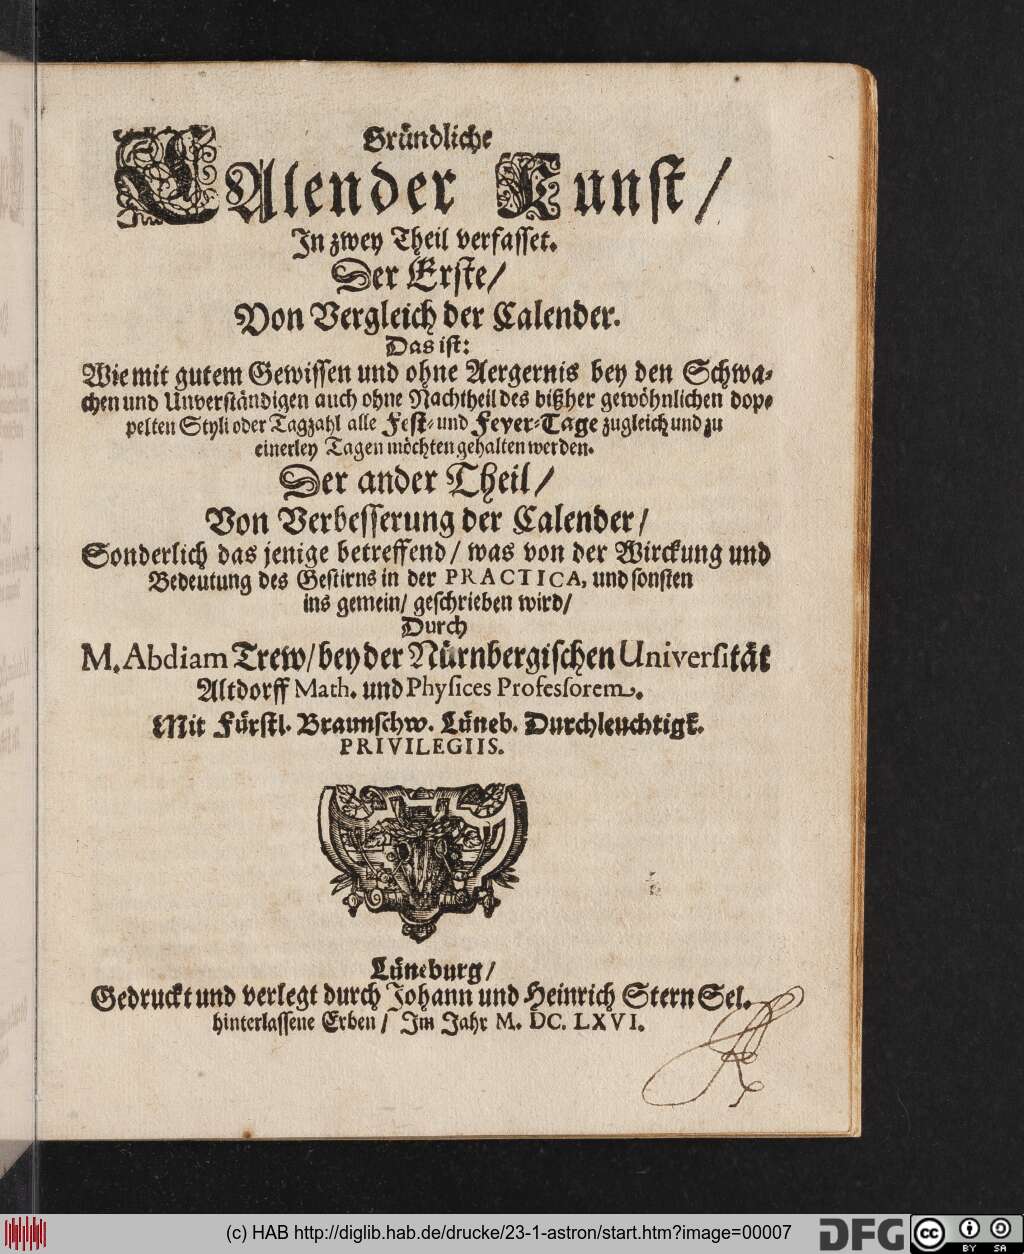 Gründliche
CAlender Kunst/
In zwey Theil verfasset.
Der Erste/
Von Vergleich der Calender.
Das ist:
Wie mit gutem Gewissen und ohne Aergernis bey den Schwa-
chen und Unverständigen auch ohne Nachtheil des bißher gewöhnlichen dop-
pelten Styli oder Tagzahl alle Fest- und Feyer-Tage zugleich und zu
einerley Tagen möchten gehalten werden.
Der ander Theil/
Von Verbesserung der Calender/
Sonderlich das jenige betreffend/ was von der Wirckung und
Bedeutung des Gestirns in der PRACTICA, und sonsten
ins gemein/ geschrieben wird/
Durch
M. Abdiam Trew/ bey der Nürnbergischen Universität
Altdorff Math. und Physices Professorem.
Mit Fürstl. Braunschw. Lüneb. Durchleuchtigk.
PRIVILEGIIS.
Lüneburg/
Gedruckt und verlegt durch Johann und Heinrich Stern Sel.
hinterlassene Erben/ Im Jahr M. DC. LXVI.
(c) HAB http://diglib.hab.de/drucke/23-1-astron/start.htm?image=00007
DFG
cc
BY SA